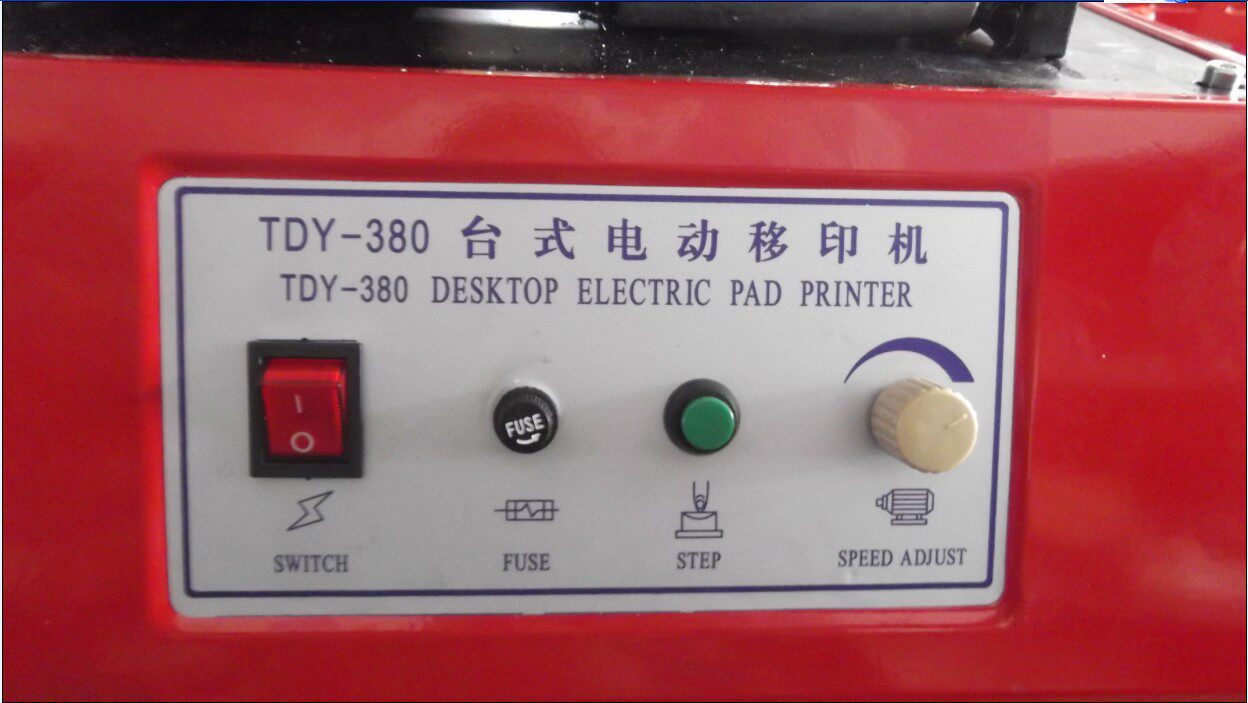 TDY-380 台式电动移印机
TDY-380 DESKTOP ELECTRIC PAD PRINTER
I
O
FUSE
SWITCH
FUSE
STEP
SPEED ADJUST